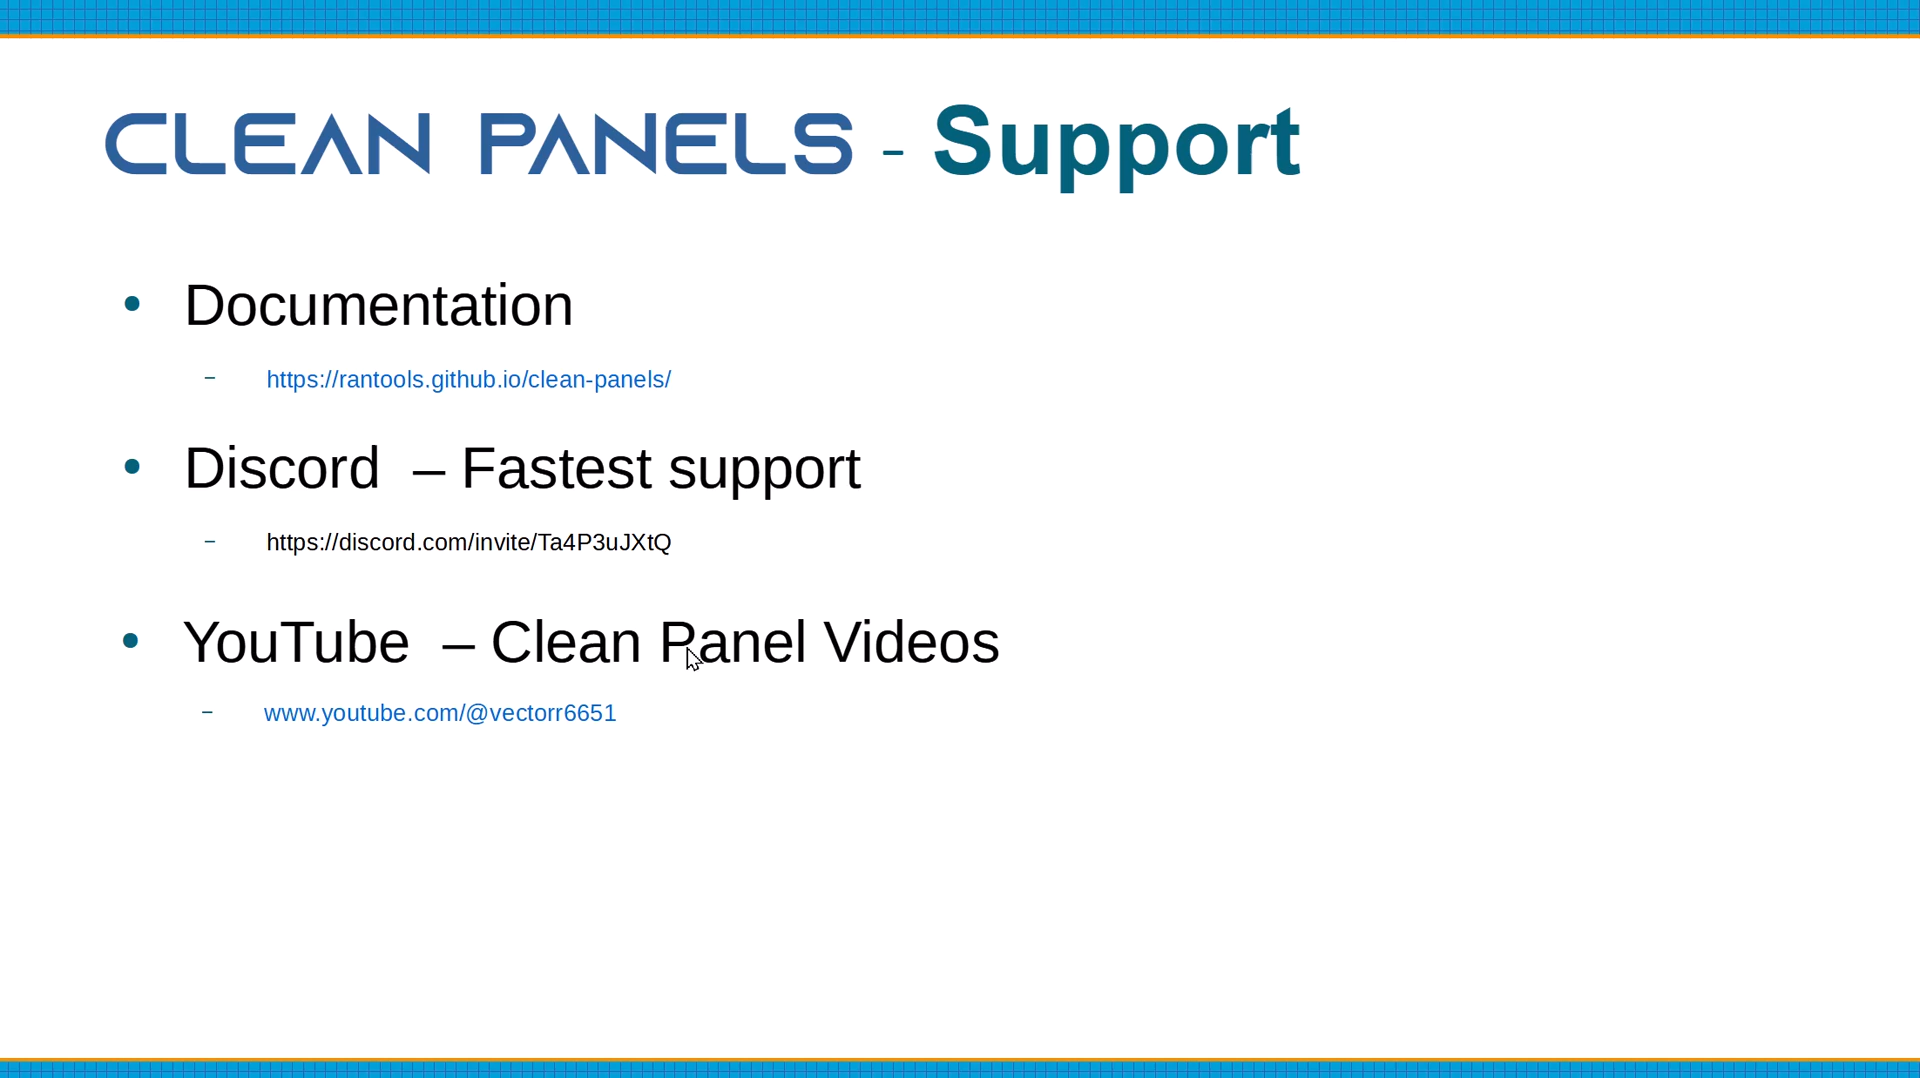 CLEAN PANELS - Support
• Documentation
– https://rantools.github.io/clean-panels/
• Discord – Fastest support
– https://discord.com/invite/Ta4P3uJXtQ
• YouTube – Clean Panel Videos
– www.youtube.com/@vectorr6651